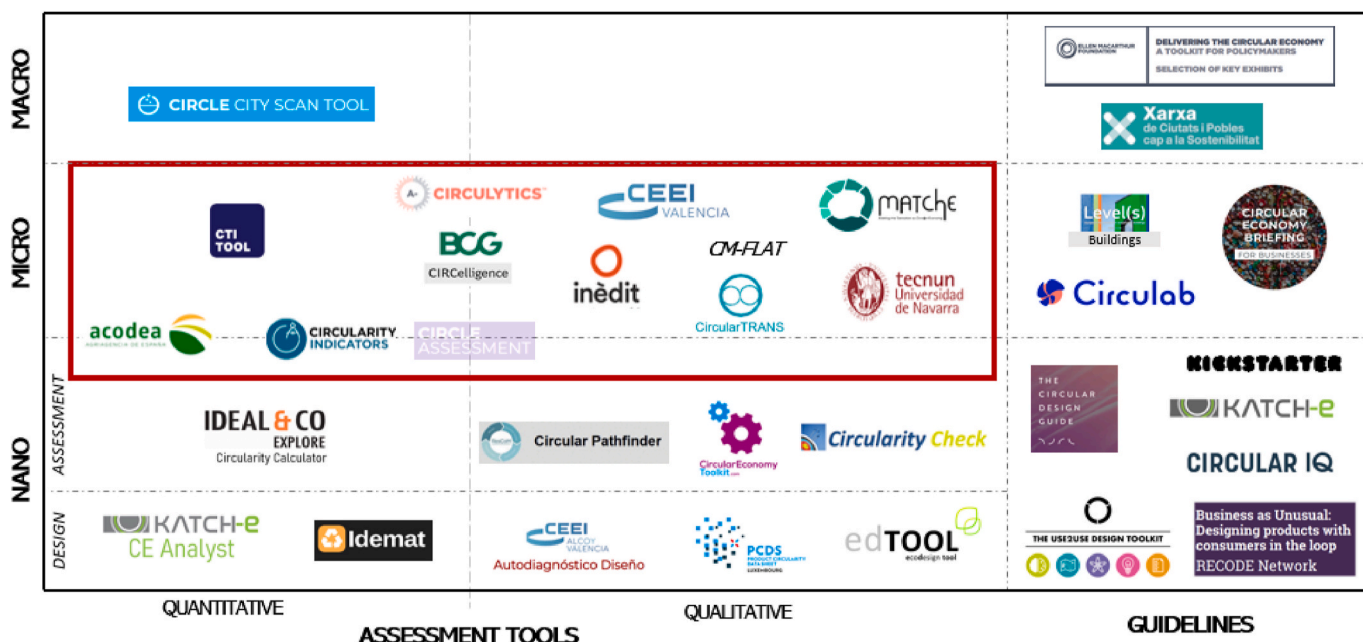 MACRO
CIRCLE CITY SCAN TOOL
ELLEN MACARTHUR
FOUNDATION
DELIVERING THE CIRCULAR ECONOMY
A TOOLKIT FOR POLICYMAKERS
SELECTION OF KEY EXHIBITS
Xarxa
de Ciutats i Pobles
cap a la Sostenibilitat
MICRO
CTI
TOOL
A-
CIRCULYTICS
BCG
CIRCelligence
CEEI
VALENCIA
inèdit
CM-FLAT
CircularTRANS
MATChE
tecnun
Universidad
de Navarra
acodea
AGRIAGENCIA DE ESPAÑA
CIRCULARITY
INDICATORS
CIRCLE
ASSESSMENT
Level(s)
Buildings
CIRCULAR
ECONOMY
BRIEFING
FOR BUSINESSES
Circulab
NANO
ASSESSMENT
IDEAL & CO
EXPLORE
Circularity Calculator
Circular Pathfinder
CircularEconomy
Toolkit.com
Circularity Check
THE
CIRCULAR
DESIGN
GUIDE
KICKSTARTER
KATCH-e
CIRCULAR IQ
DESIGN
KATCH-e
CE Analyst
Idemat
CEEI
ALCOY
VALENCIA
Autodiagnóstico Diseño
PCDS
PRODUCT CIRCULARITY
DATA SHEET
LUXEMBOURG
edTOOL
ecodesign tool
THE USE2USE DESIGN TOOLKIT
Business as Unusual:
Designing products with
consumers in the loop
RECODE Network
QUANTITATIVE
QUALITATIVE
ASSESSMENT TOOLS
GUIDELINES